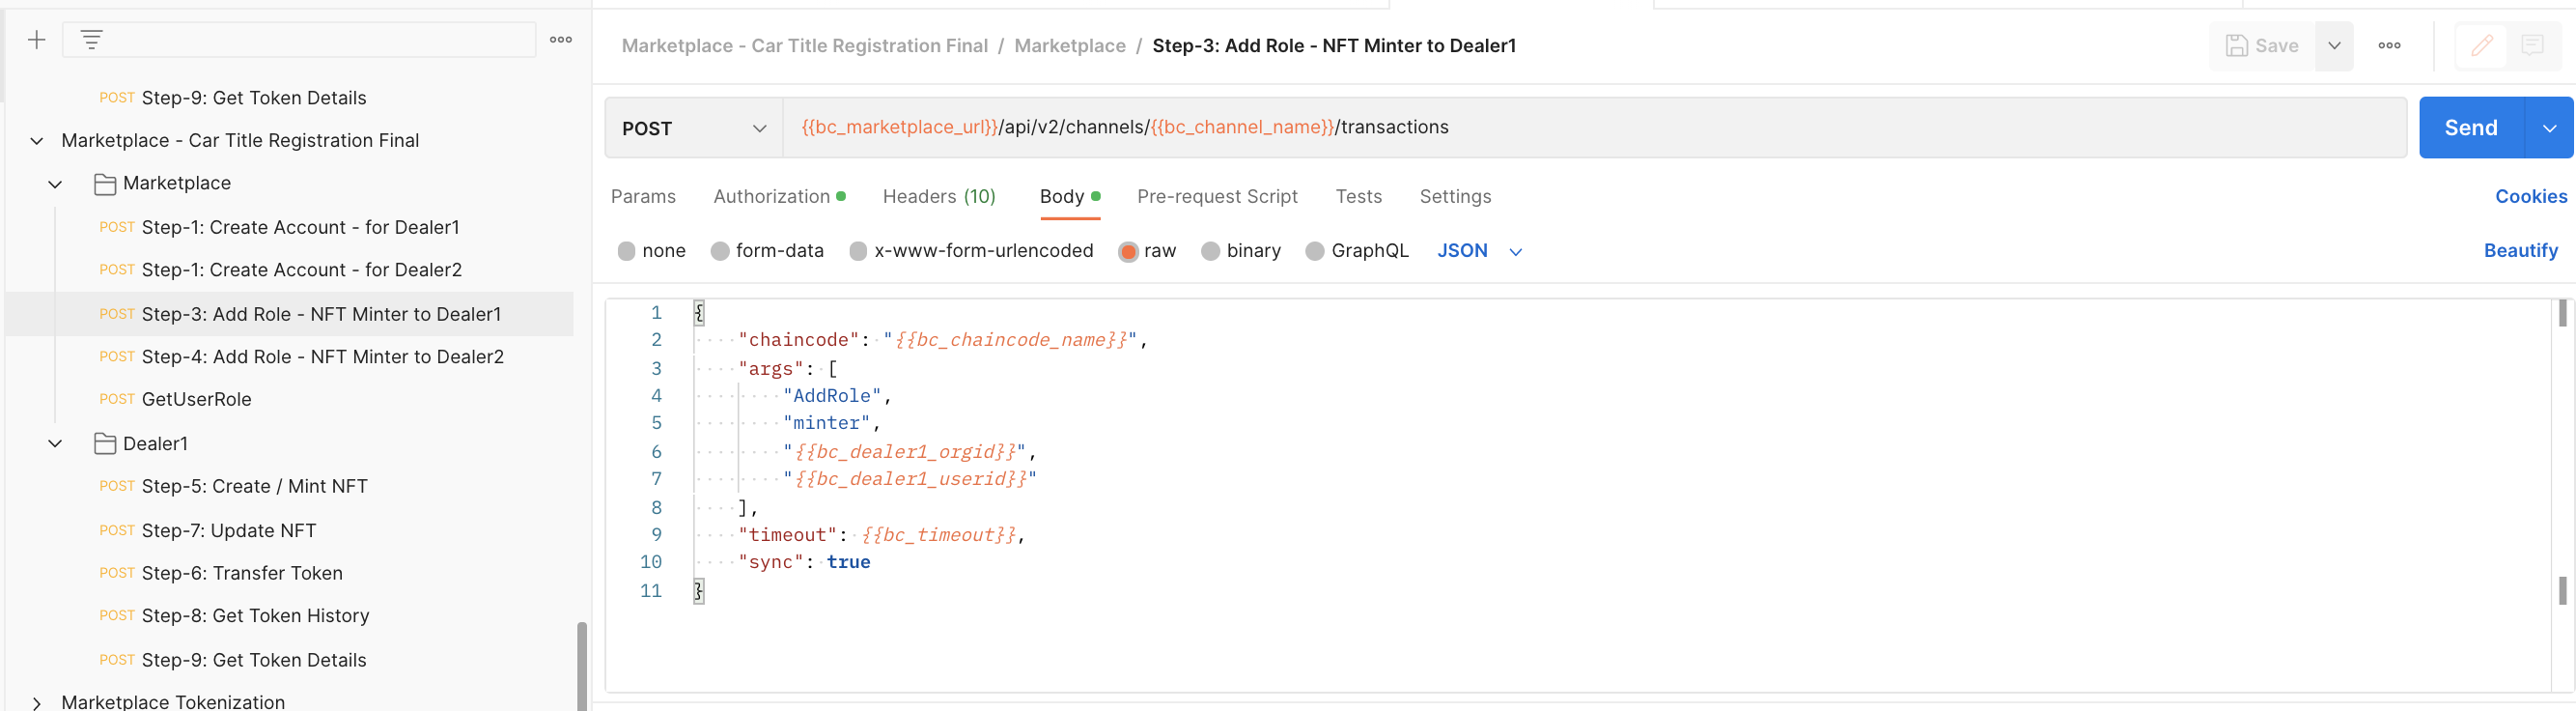 POST Step-9: Get Token Details
Marketplace - Car Title Registration Final
Marketplace
POST Step-1: Create Account - for Dealer1
POST Step-1: Create Account - for Dealer2
POST Step-3: Add Role - NFT Minter to Dealer1
POST Step-4: Add Role - NFT Minter to Dealer2
POST GetUserRole
Dealer1
POST Step-5: Create / Mint NFT
POST Step-7: Update NFT
POST Step-6: Transfer Token
POST Step-8: Get Token History
POST Step-9: Get Token Details
Marketplace Tokenization
Marketplace - Car Title Registration Final / Marketplace / Step-3: Add Role - NFT Minter to Dealer1
Save
POST {{bc_marketplace_url}}/api/v2/channels/{{bc_channel_name}}/transactions
Send
Params Authorization Headers (10) Body Pre-request Script Tests Settings Cookies
none form-data x-www-form-urlencoded raw binary GraphQL JSON Beautify
1 {
2 "chaincode": "{{bc_chaincode_name}}",
3 "args": [
4 "AddRole",
5 "minter",
6 "{{bc_dealer1_orgid}}",
7 "{{bc_dealer1_userid}}"
8 ],
9 "timeout": {{bc_timeout}},
10 "sync": true
11 }